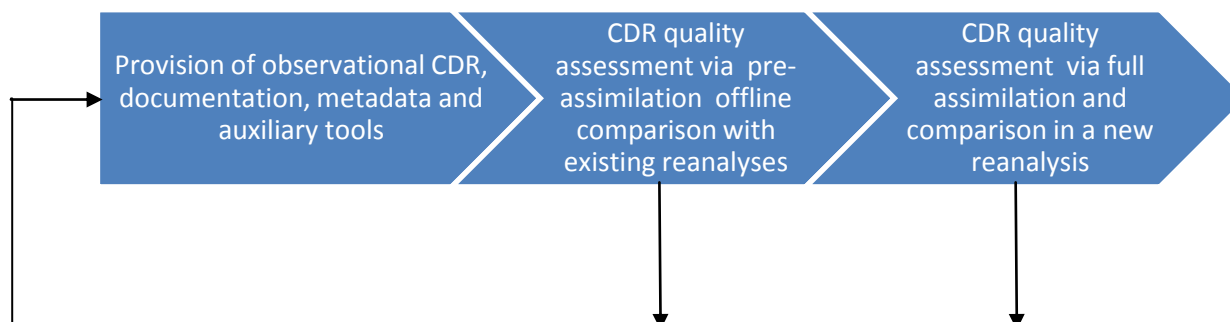 Provision of observational CDR,
documentation, metadata and
auxiliary tools
CDR quality
assessment via pre-
assimilation offline
comparison with
existing reanalyses
CDR quality
assessment via full
assimilation and
comparison in a new
reanalysis